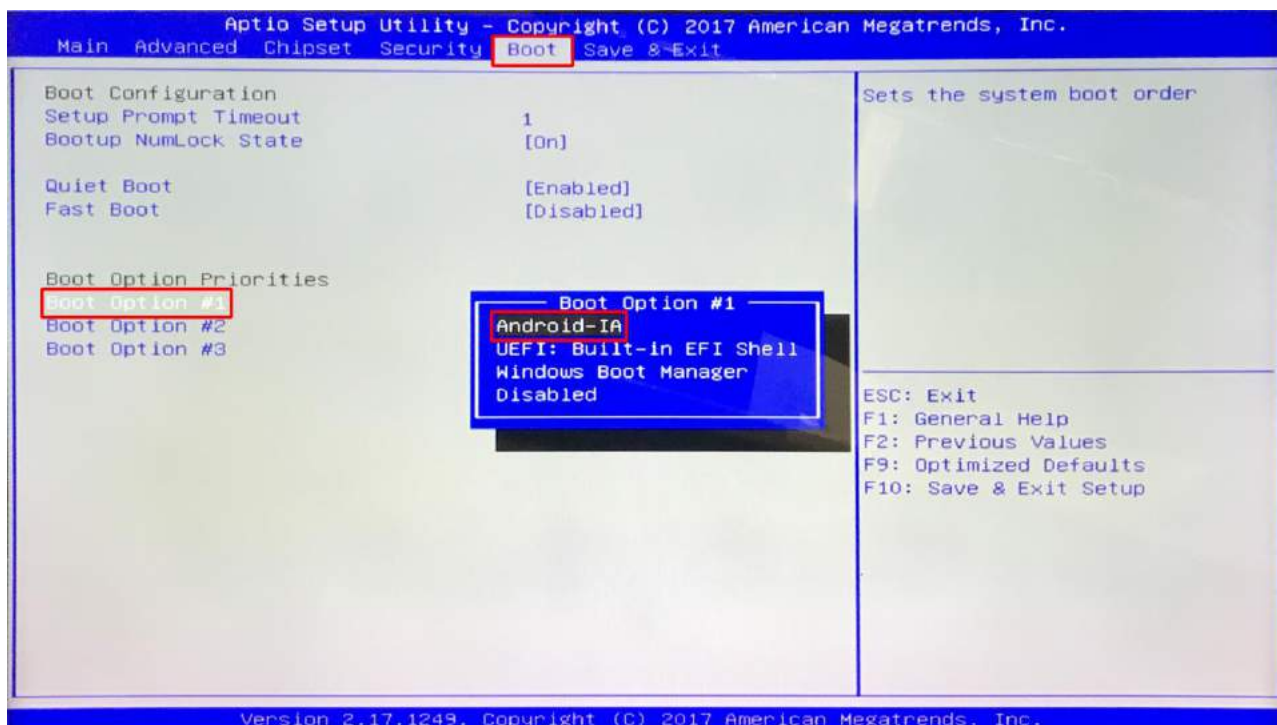 Aptio Setup Utility – Copyright (C) 2017 American Megatrends, Inc.
Main Advanced Chipset Security Boot Save & Exit
Boot Configuration
Setup Prompt Timeout 1
Bootup NumLock State [On]
Quiet Boot [Enabled]
Fast Boot [Disabled]
Boot Option Priorities
Boot Option #1
Boot Option #2
Boot Option #3
Boot Option #1
Android-IA
UEFI: Built-in EFI Shell
Windows Boot Manager
Disabled
Sets the system boot order
ESC: Exit
F1: General Help
F2: Previous Values
F9: Optimized Defaults
F10: Save & Exit Setup
Version 2.17.1249. Copyright (C) 2017 American Megatrends, Inc.